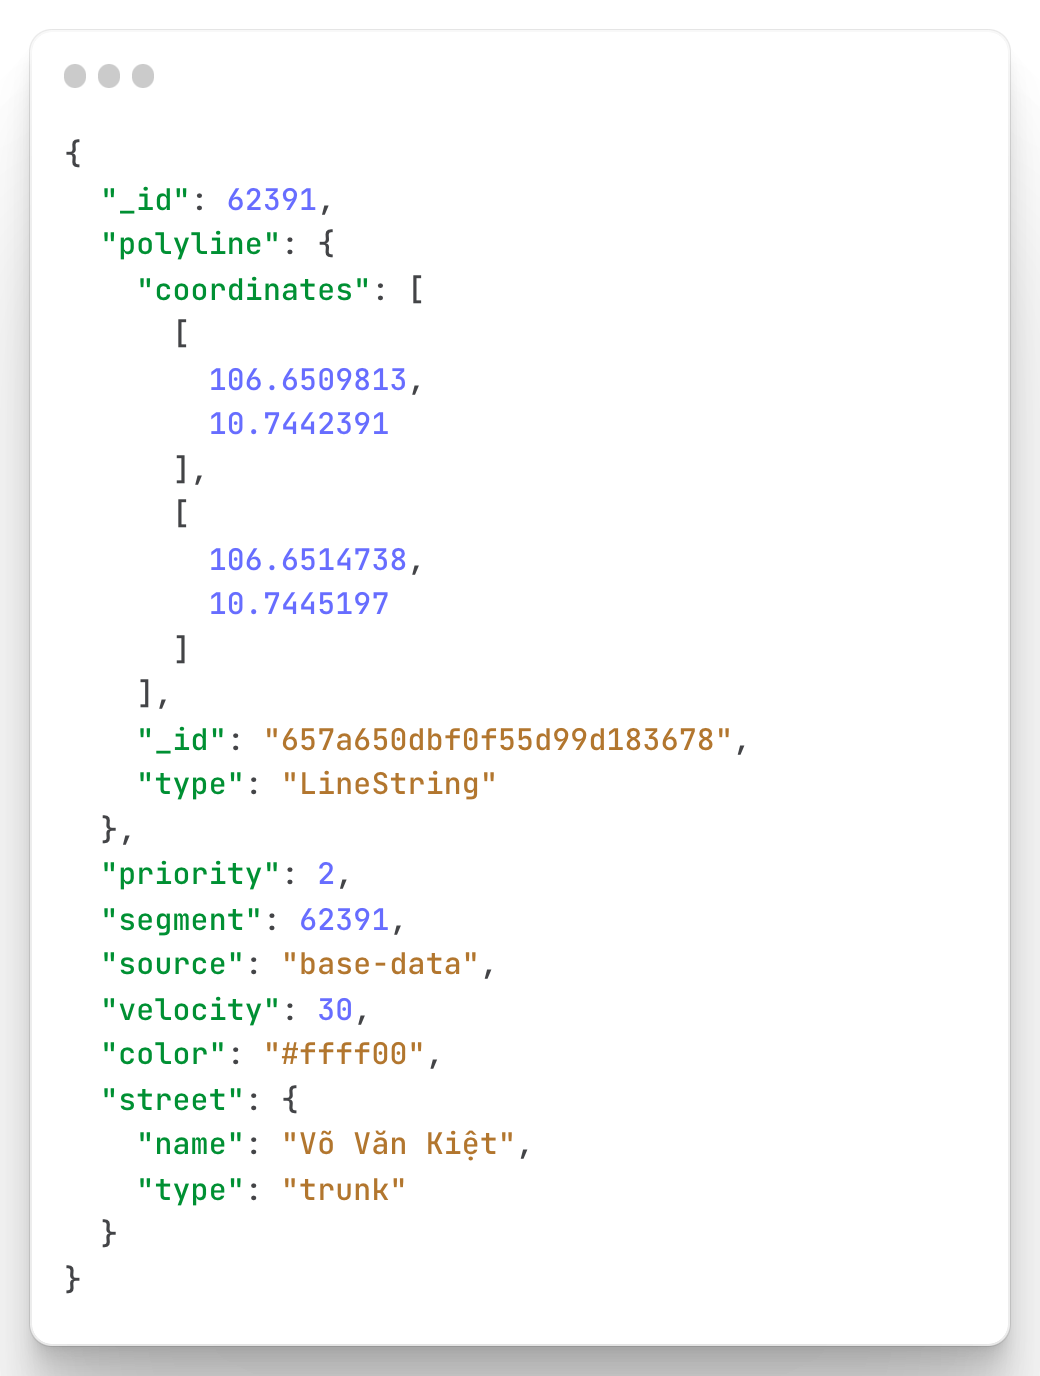 {
  "_id": 62391,
  "polyline": {
    "coordinates": [
      [
        106.6509813,
        10.7442391
      ],
      [
        106.6514738,
        10.7445197
      ]
    ],
    "_id": "657a650dbf0f55d99d183678",
    "type": "LineString"
  },
  "priority": 2,
  "segment": 62391,
  "source": "base-data",
  "velocity": 30,
  "color": "#ffff00",
  "street": {
    "name": "Võ Văn Kiệt",
    "type": "trunk"
  }
}